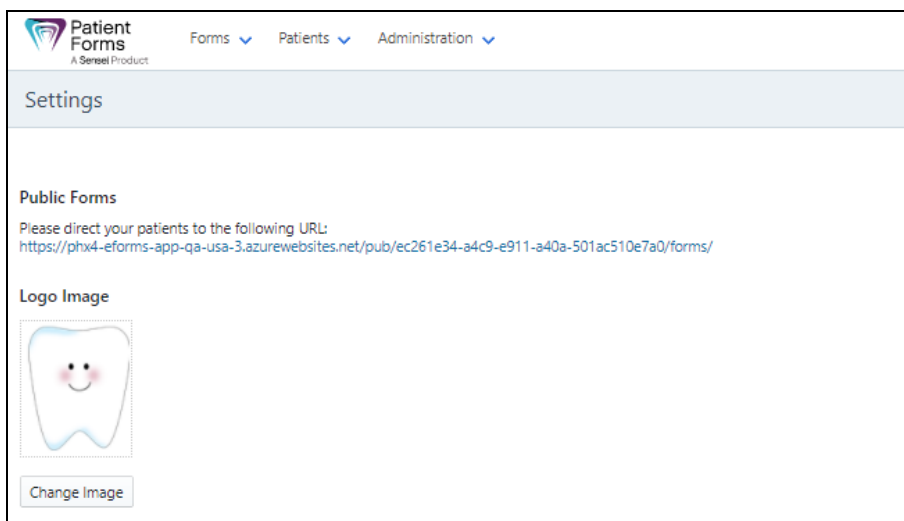 Patient
Forms
A Sensei Product
Forms Patients Administration
Settings
Public Forms
Please direct your patients to the following URL:
https://phx4-eforms-app-qa-usa-3.azurewebsites.net/pub/ec261e34-a4c9-e911-a40a-501ac510e7a0/forms/
Logo Image
Change Image